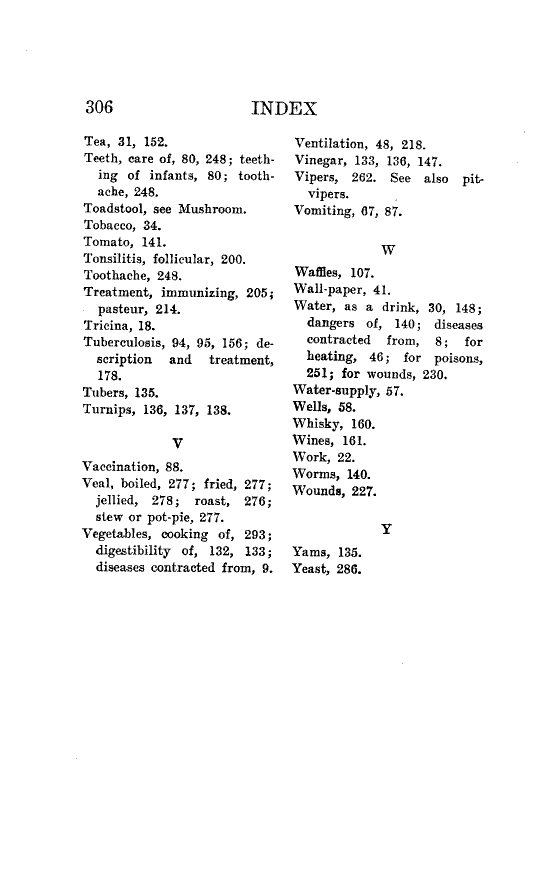 306 INDEX
Tea, 31, 152.
Teeth, care of, 80, 248; teeth-
ing of infants, 80; tooth-
ache, 248.
Toadstool, see Mushroom.
Tobacco, 34.
Tomato, 141.
Tonsilitis, follicular, 200.
Toothache, 248.
Treatment, immunizing, 205;
pasteur, 214.
Tricina, 18.
Tuberculosis, 94, 95, 156; de-
scription and treatment,
178.
Tubers, 135.
Turnips, 136, 137, 138.
V
Vaccination, 88.
Veal, boiled, 277; fried, 277;
jellied, 278; roast, 276;
stew or pot-pie, 277.
Vegetables, cooking of, 293;
digestibility of, 132, 133;
diseases contracted from, 9.
Ventilation, 48, 218.
Vinegar, 133, 136, 147.
Vipers, 262. See also pit-
vipers.
Vomiting, 67, 87.
W
Waffles, 107.
Wall-paper, 41.
Water, as a drink, 30, 148;
dangers of, 140; diseases
contracted from, 8; for
heating, 46; for poisons,
251; for wounds, 230.
Water-supply, 57.
Wells, 58.
Whisky, 160.
Wines, 161.
Work, 22.
Worms, 140.
Wounds, 227.
Y
Yams, 135.
Yeast, 286.